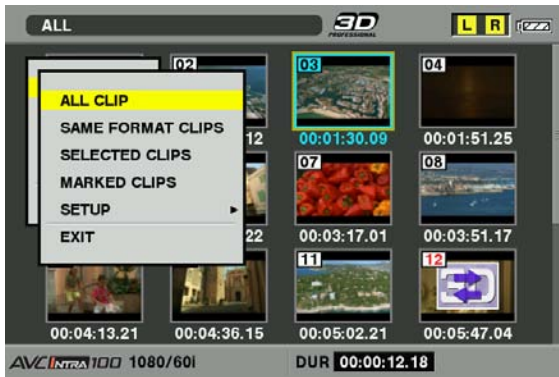 ALL 3D PROFESSIONAL L R
02 03 04
ALL CLIP
SAME FORMAT CLIPS
SELECTED CLIPS
MARKED CLIPS
SETUP
EXIT
12 00:01:30.09 00:01:51.25
07 08
22 00:03:17.01 00:03:51.17
11 12
3D
00:04:13.21 00:04:36.15 00:05:02.21 00:05:47.04
AVC INTRA 100 1080/60i DUR 00:00:12.18